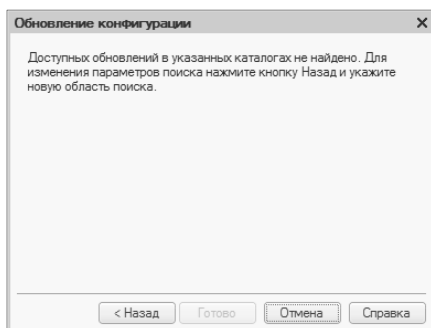 Обновление конфигурации
Доступных обновлений в указанных каталогах не найдено. Для
изменения параметров поиска нажмите кнопку Назад и укажите
новую область поиска.
< Назад Готово Отмена Справка